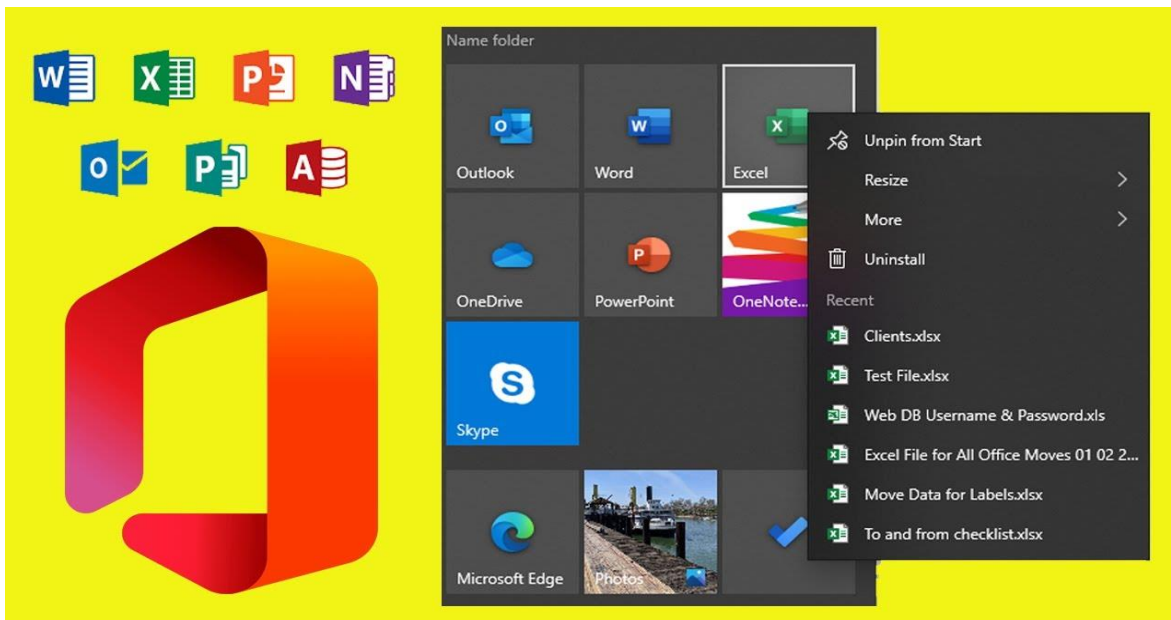 W
X
P
N
O
P
A
Name folder
O
W
X
Outlook
Word
Excel
P
OneDrive
PowerPoint
OneNote...
S
Skype
Microsoft Edge
Photos
Unpin from Start
Resize
More
Uninstall
Recent
Clients.xlsx
Test File.xlsx
Web DB Username & Password.xls
Excel File for All Office Moves 01 02 2...
Move Data for Labels.xlsx
To and from checklist.xlsx